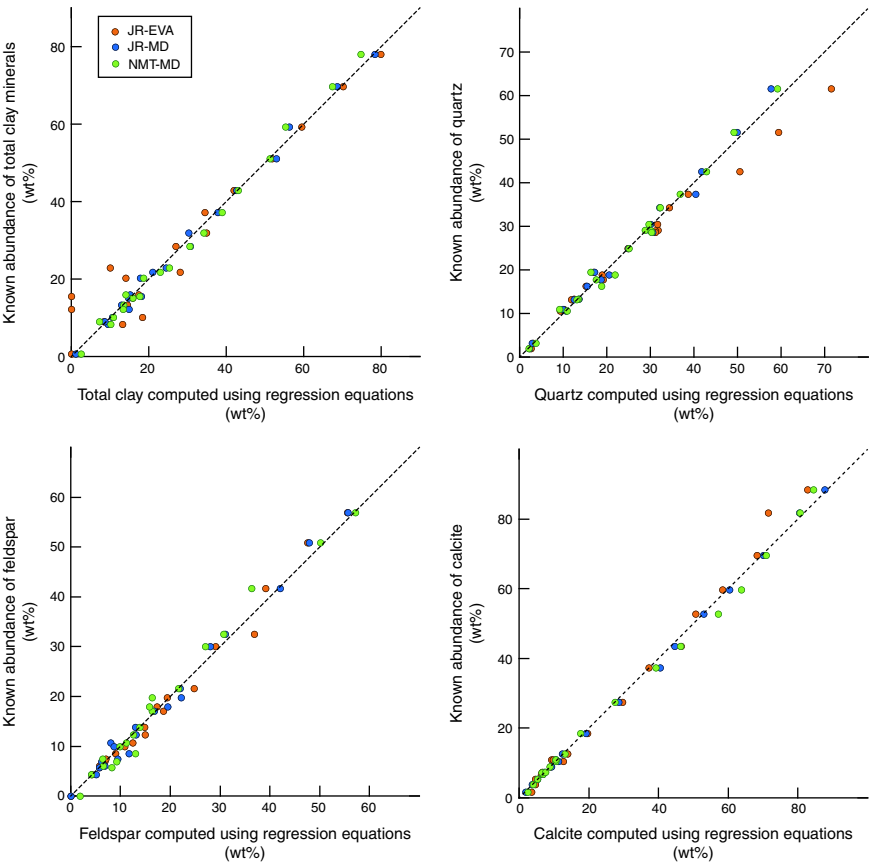 Known abundance of total clay minerals
(wt%)
80
60
40
20
0
JR-EVA
JR-MD
NMT-MD
0
20
40
60
80
Total clay computed using regression equations
(wt%)
Known abundance of quartz
(wt%)
70
60
50
40
30
20
10
0
0
10
20
30
40
50
60
70
Quartz computed using regression equations
(wt%)
Known abundance of feldspar
(wt%)
60
50
40
30
20
10
0
0
10
20
30
40
50
60
Feldspar computed using regression equations
(wt%)
Known abundance of calcite
(wt%)
80
60
40
20
0
0
20
40
60
80
Calcite computed using regression equations
(wt%)